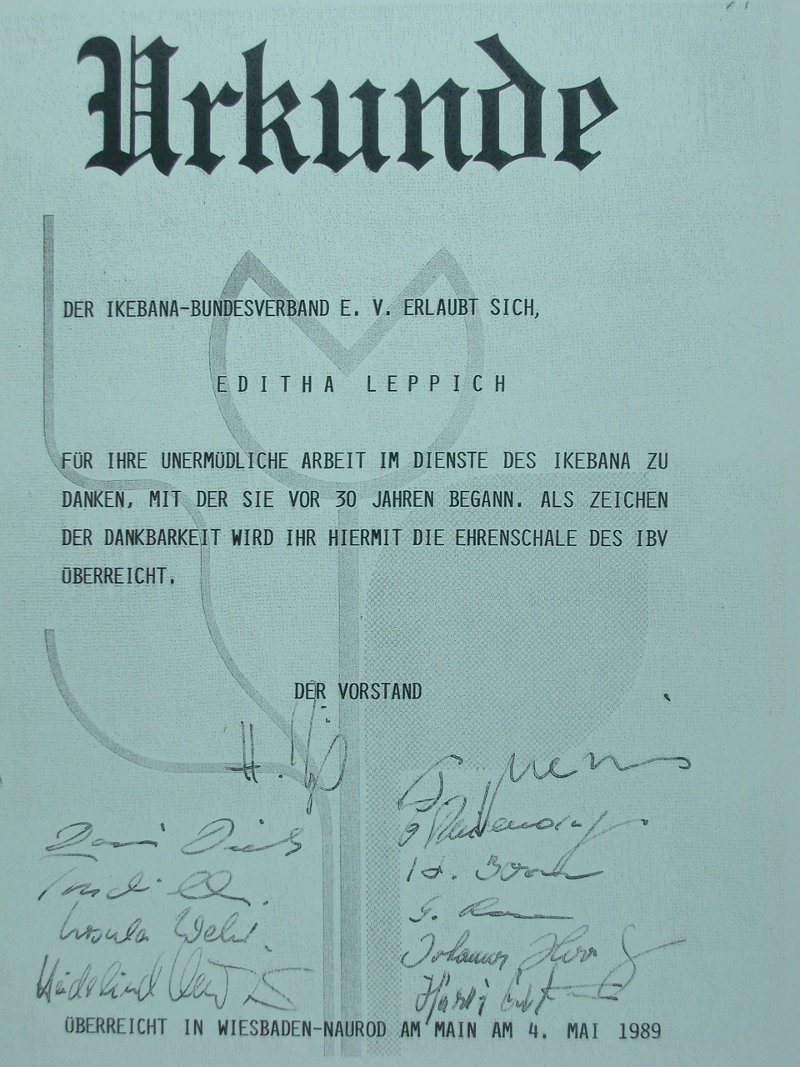 Urkunde
DER IKEBANA-BUNDESVERBAND E. V. ERLAUBT SICH,
EDITHA LEPPICH
FÜR IHRE UNERMÜDLICHE ARBEIT IM DIENSTE DES IKEBANA ZU
DANKEN, MIT DER SIE VOR 30 JAHREN BEGANN. ALS ZEICHEN
DER DANKBARKEIT WIRD IHR HIERMIT DIE EHRENSCHALE DES IBV
ÜBERREICHT.
DER VORSTAND
H.
Ursula
Johannes
ÜBERREICHT IN WIESBADEN-NAUROD AM MAIN AM 4. MAI 1989